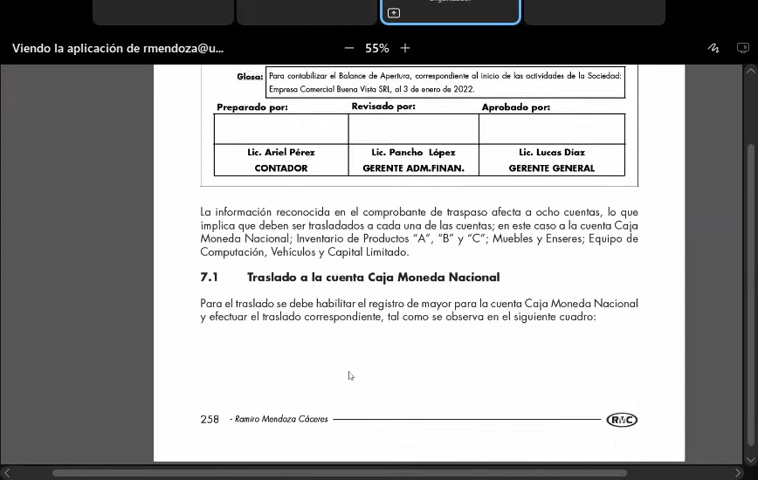 Viendo la aplicación de rmendoza@u...
55%
Glosa: Para contabilizar el Balance de Apertura, correspondiente al inicio de las actividades de la Sociedad:
Empresa Comercial Buena Vista SRL, al 3 de enero de 2022.
Preparado por: Revisado por: Aprobado por:
Lic. Ariel Pérez Lic. Pancho López Lic. Lucas Díaz
CONTADOR GERENTE ADM.FINAN. GERENTE GENERAL
La información reconocida en el comprobante de traspaso afecta a ocho cuentas, lo que
implica que deben ser trasladados a cada una de las cuentas; en este caso a la cuenta Caja
Moneda Nacional; Inventario de Productos “A”, “B” y “C”; Muebles y Enseres; Equipo de
Computación, Vehículos y Capital Limitado.
7.1 Traslado a la cuenta Caja Moneda Nacional
Para el traslado se debe habilitar el registro de mayor para la cuenta Caja Moneda Nacional
y efectuar el traslado correspondiente, tal como se observa en el siguiente cuadro:
258 - Ramiro Mendoza Cáceres
RMC